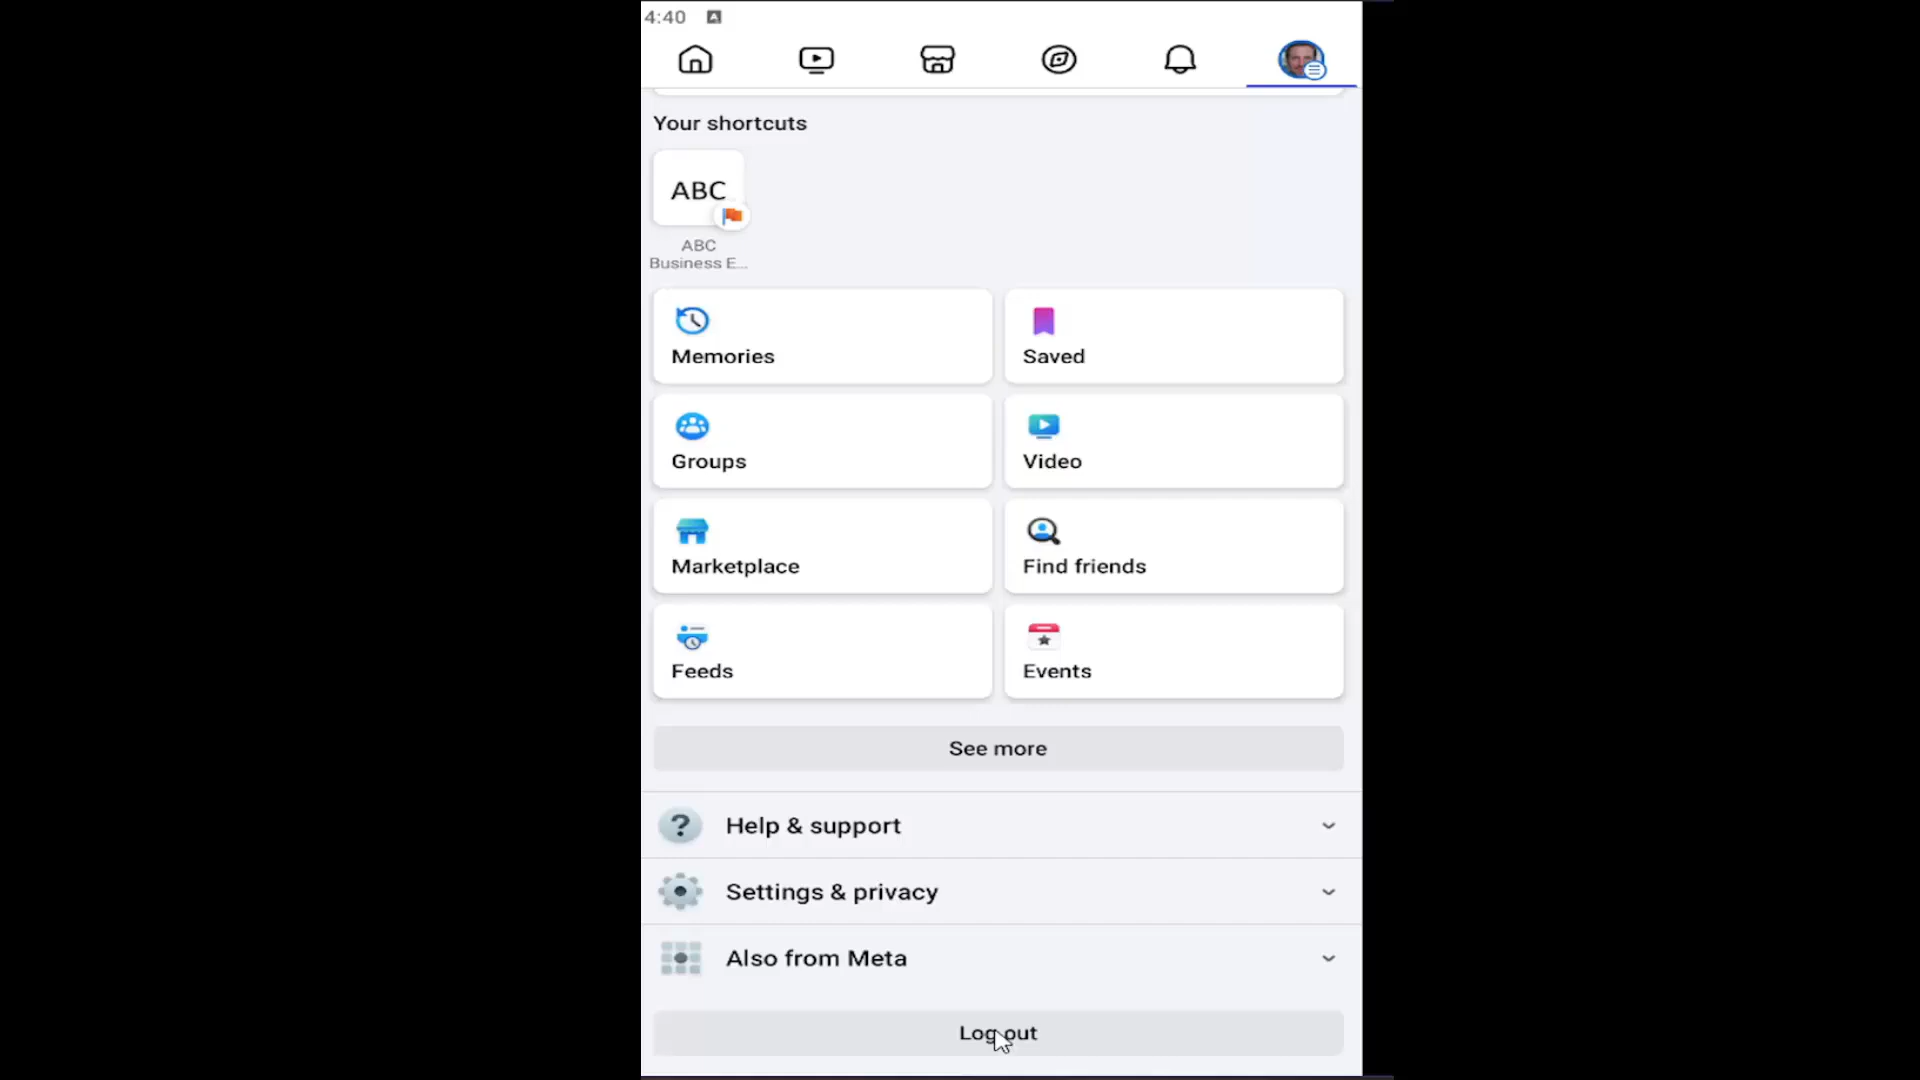 4:40
Your shortcuts
ABC
ABC
Business E...
Memories
Saved
Groups
Video
Marketplace
Find friends
Feeds
Events
See more
Help & support
Settings & privacy
Also from Meta
Log out